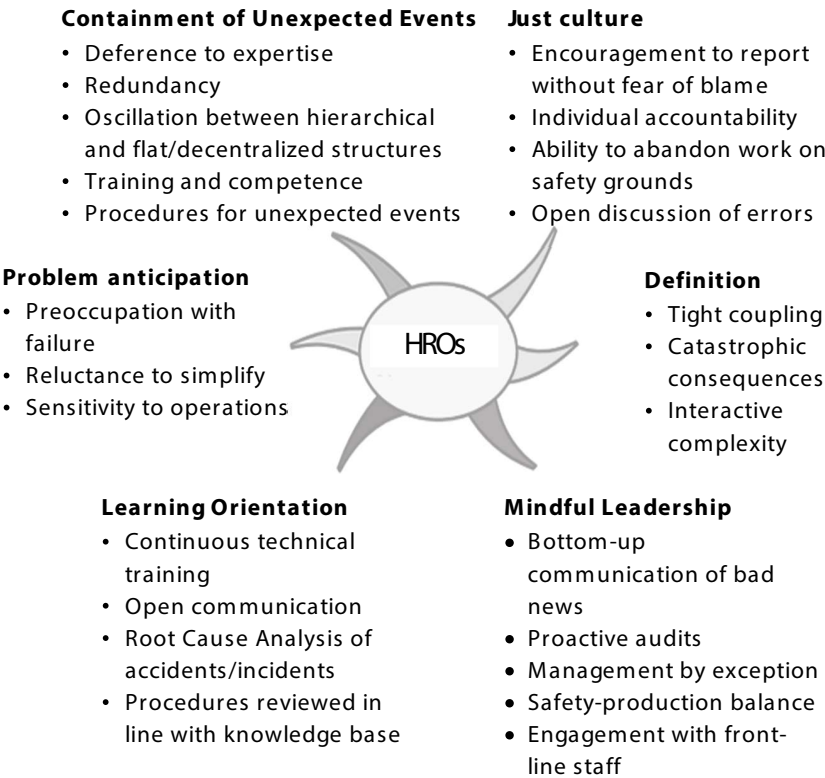 Containment of Unexpected Events
• Deference to expertise
• Redundancy
• Oscillation between hierarchical
and flat/decentralized structures
• Training and competence
• Procedures for unexpected events
Just culture
• Encouragement to report
without fear of blame
• Individual accountability
• Ability to abandon work on
safety grounds
• Open discussion of errors
Problem anticipation
• Preoccupation with
failure
• Reluctance to simplify
• Sensitivity to operations
HROs
Definition
• Tight coupling
• Catastrophic
consequences
• Interactive
complexity
Learning Orientation
• Continuous technical
training
• Open communication
• Root Cause Analysis of
accidents/incidents
• Procedures reviewed in
line with knowledge base
Mindful Leadership
• Bottom-up
communication of bad
news
• Proactive audits
• Management by exception
• Safety-production balance
• Engagement with front-
line staff